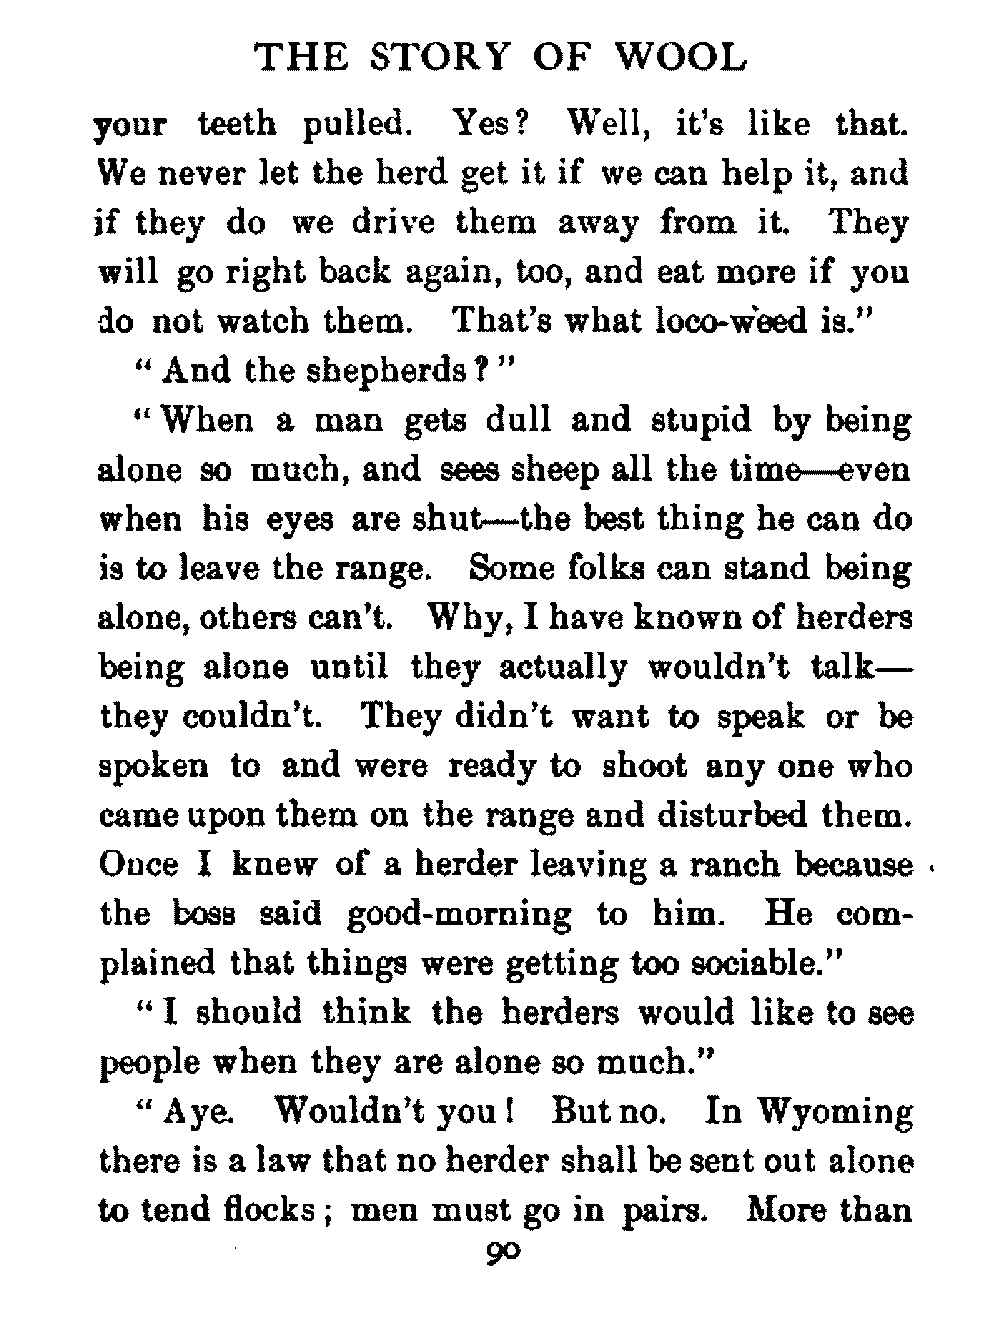 THE STORY OF WOOL
your teeth pulled. Yes? Well, it's like that.
We never let the herd get it if we can help it, and
if they do we drive them away from it. They
will go right back again, too, and eat more if you
do not watch them. That's what loco-weed is."
"And the shepherds?"
"When a man gets dull and stupid by being
alone so much, and sees sheep all the time—even
when his eyes are shut—the best thing he can do
is to leave the range. Some folks can stand being
alone, others can't. Why, I have known of herders
being alone until they actually wouldn't talk—
they couldn't. They didn't want to speak or be
spoken to and were ready to shoot any one who
came upon them on the range and disturbed them.
Once I knew of a herder leaving a ranch because
the boss said good-morning to him. He com-
plained that things were getting too sociable."
"I should think the herders would like to see
people when they are alone so much."
"Aye. Wouldn't you! But no. In Wyoming
there is a law that no herder shall be sent out alone
to tend flocks; men must go in pairs. More than
90